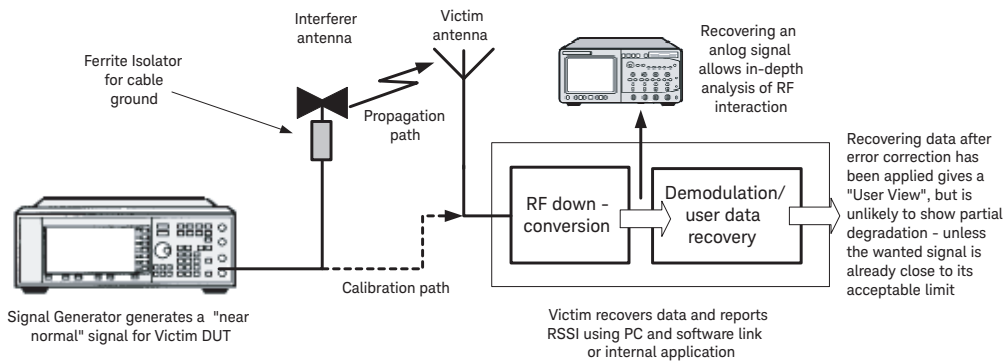 Interferer
antenna
Victim
antenna
Recovering an
anlog signal
allows in-depth
analysis of RF
interaction
Ferrite Isolator
for cable
ground
Propagation
path
Recovering data after
error correction has
been applied gives a
"User View", but is
unlikely to show partial
degradation - unless
the wanted signal is
already close to its
acceptable limit
RF down -
conversion
Demodulation/
user data
recovery
Calibration path
Signal Generator generates a "near
normal" signal for Victim DUT
Victim recovers data and reports
RSSI using PC and software link
or internal application